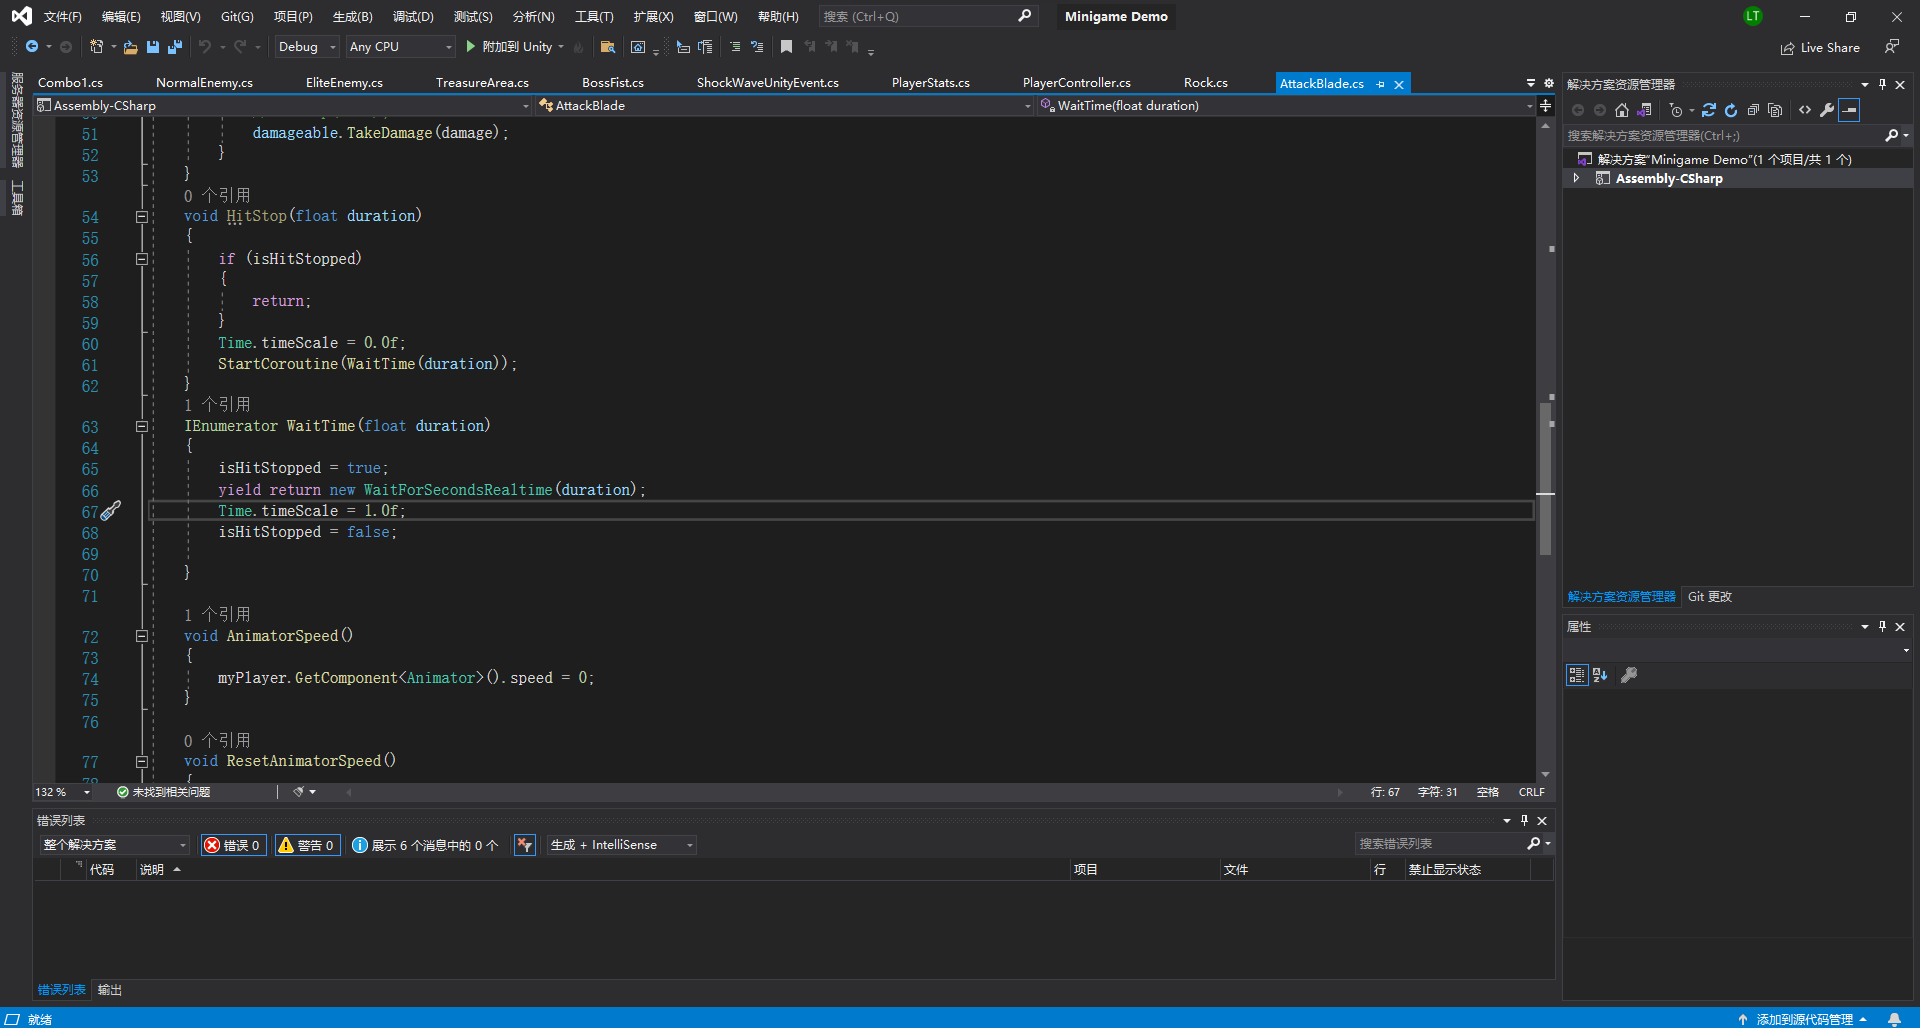 文件(F) 编辑(E) 视图(V) Git(G) 项目(P) 生成(B) 调试(D) 测试(S) 分析(N) 工具(T) 扩展(X) 窗口(W) 帮助(H) 搜索 (Ctrl+Q) Minigame Demo LT
Debug Any CPU 附加到 Unity Live Share
服务器资源管理器
工具箱
Combo1.cs NormalEnemy.cs EliteEnemy.cs TreasureArea.cs BossFist.cs ShockWaveUnityEvent.cs PlayerStats.cs PlayerController.cs Rock.cs AttackBlade.cs
Assembly-CSharp AttackBlade WaitTime(float duration)
51 damageable.TakeDamage(damage);
52 }
53 }
0 个引用
54 void HitStop(float duration)
55 {
56 if (isHitStopped)
57 {
58 return;
59 }
60 Time.timeScale = 0.0f;
61 StartCoroutine(WaitTime(duration));
62 }
1 个引用
63 IEnumerator WaitTime(float duration)
64 {
65 isHitStopped = true;
66 yield return new WaitForSecondsRealtime(duration);
67 Time.timeScale = 1.0f;
68 isHitStopped = false;
69
70 }
71
1 个引用
72 void AnimatorSpeed()
73 {
74 myPlayer.GetComponent<Animator>().speed = 0;
75 }
76
0 个引用
77 void ResetAnimatorSpeed()
78 {
132 % 未找到相关问题 行: 67 字符: 31 空格 CRLF
错误列表
整个解决方案 错误 0 警告 0 展示 6 个消息中的 0 个 生成 + IntelliSense 搜索错误列表
代码 说明 项目 文件 行 禁止显示状态
错误列表 输出
解决方案资源管理器
搜索解决方案资源管理器(Ctrl+;)
解决方案"Minigame Demo"(1 个项目/共 1 个)
Assembly-CSharp
解决方案资源管理器 Git 更改
属性
就绪 添加到源代码管理